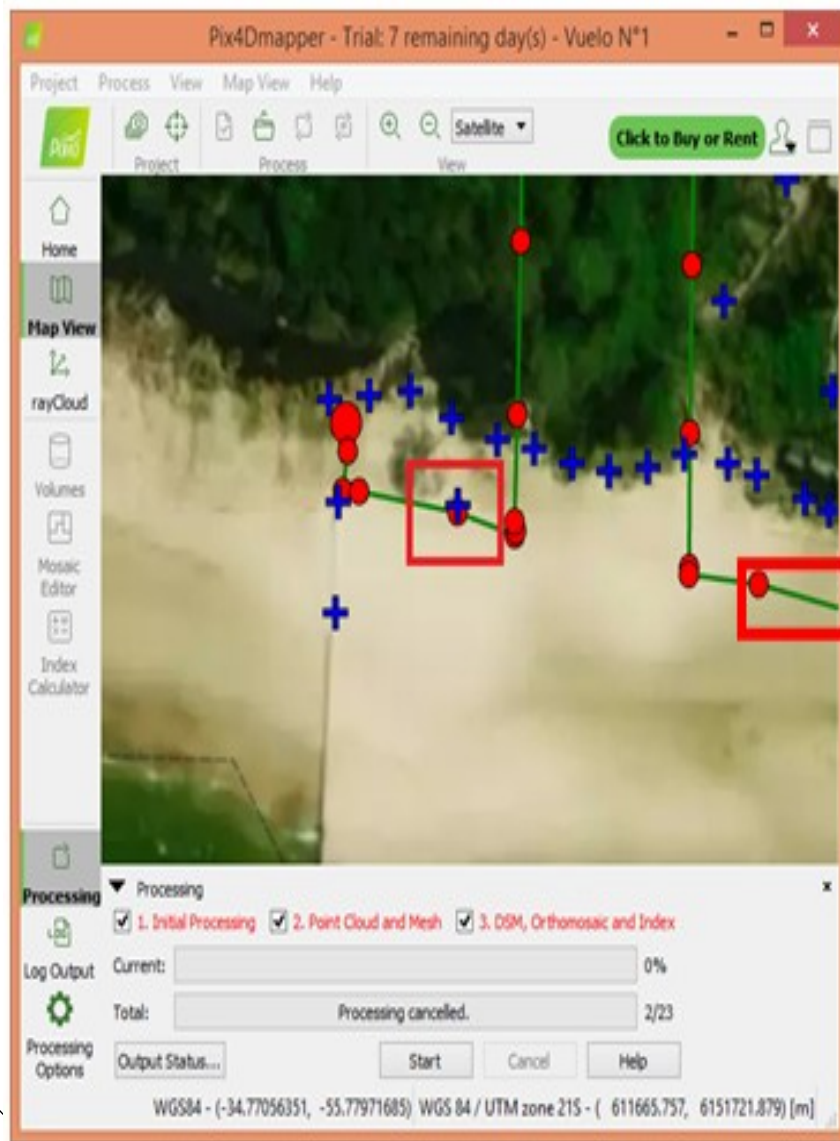 Pix4Dmapper - Trial: 7 remaining day(s) - Vuelo N°1
Project Process View Map View Help
Satellite
Click to Buy or Rent
Project Process View
Home
Map View
rayCloud
Volumes
Mosaic
Editor
Index
Calculator
Processing
Log Output
Processing
Options
Processing
1. Initial Processing 2. Point Cloud and Mesh 3. DSM, Orthomosaic and Index
Current: 0%
Total: Processing cancelled. 2/23
Output Status... Start Cancel Help
WGS84 - (-34.77056351, -55.77971685) WGS 84 / UTM zone 21S - ( 611665.757, 6151721.879) [m]